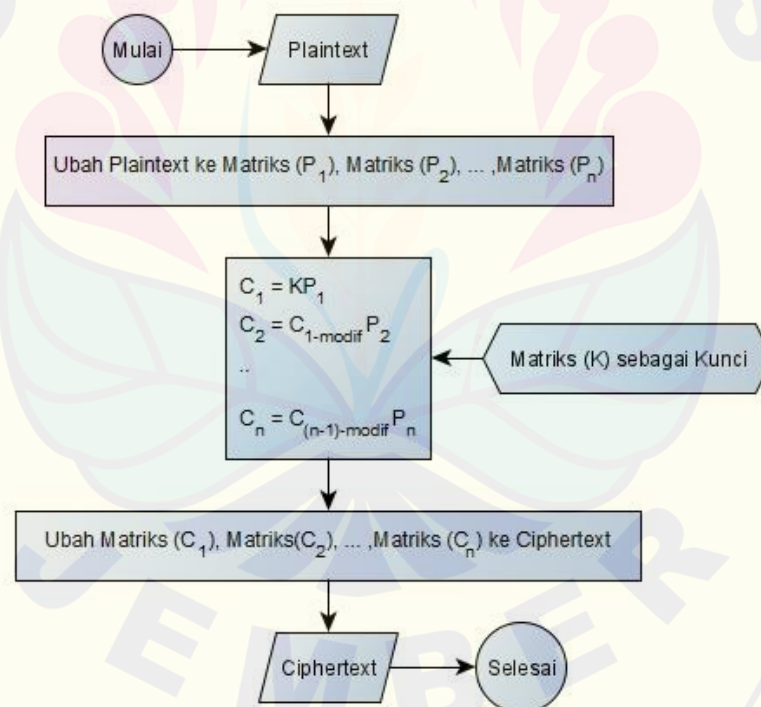 Mulai
Plaintext
Ubah Plaintext ke Matriks (P₁), Matriks (P₂), ... ,Matriks (Pₙ)
C₁ = KP₁
C₂ = C₁₋modif P₂
..
Cₙ = C₍ₙ₋₁₎₋modif Pₙ
Matriks (K) sebagai Kunci
Ubah Matriks (C₁), Matriks(C₂), ... ,Matriks (Cₙ) ke Ciphertext
Ciphertext
Selesai
JEMBER